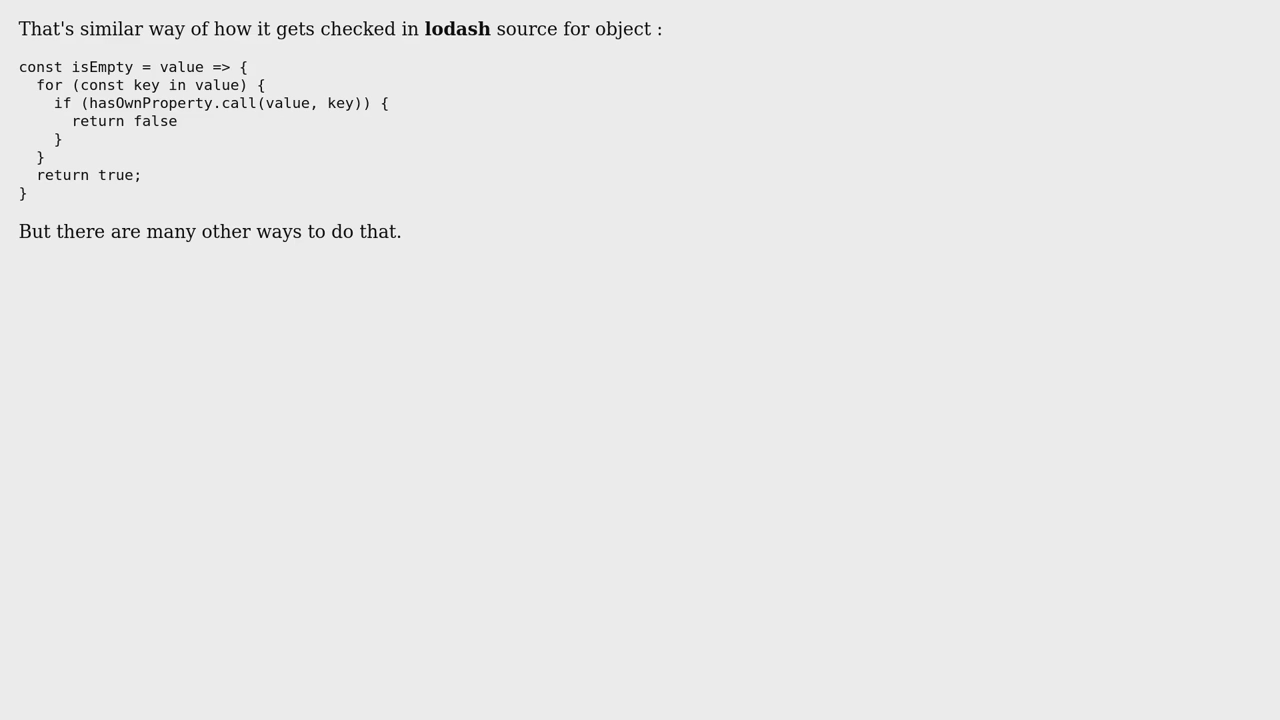 That's similar way of how it gets checked in lodash source for object :
const isEmpty = value => {
  for (const key in value) {
    if (hasOwnProperty.call(value, key)) {
      return false
    }
  }
  return true;
}
But there are many other ways to do that.